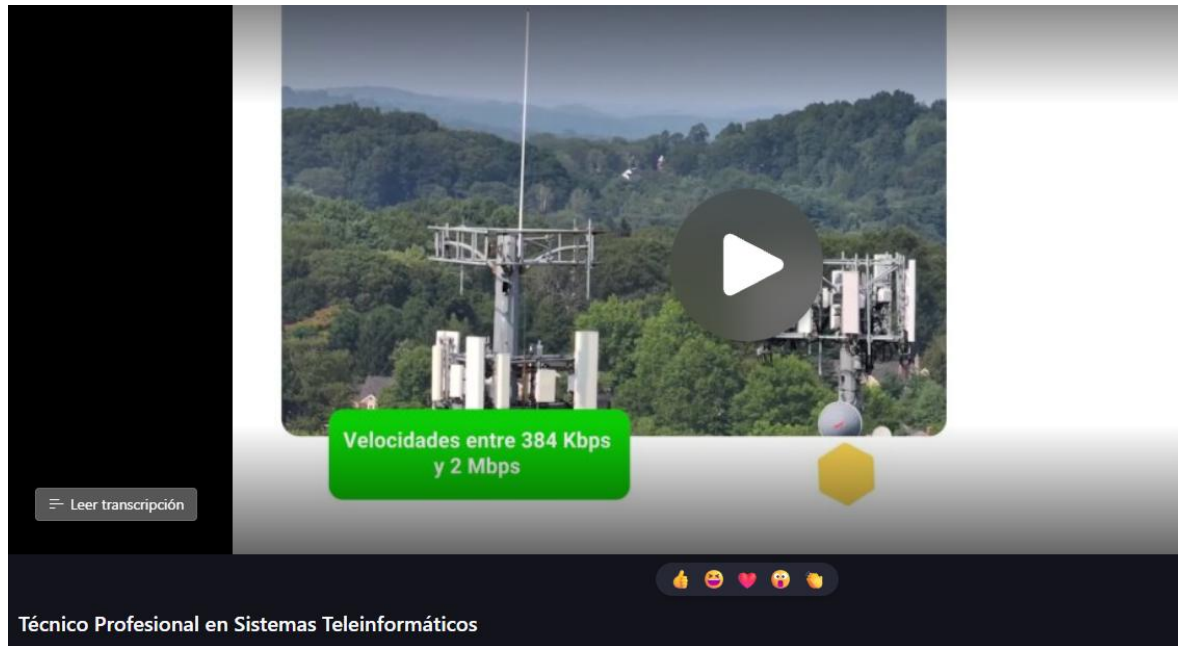 Velocidades entre 384 Kbps
y 2 Mbps
Leer transcripción
Técnico Profesional en Sistemas Teleinformáticos